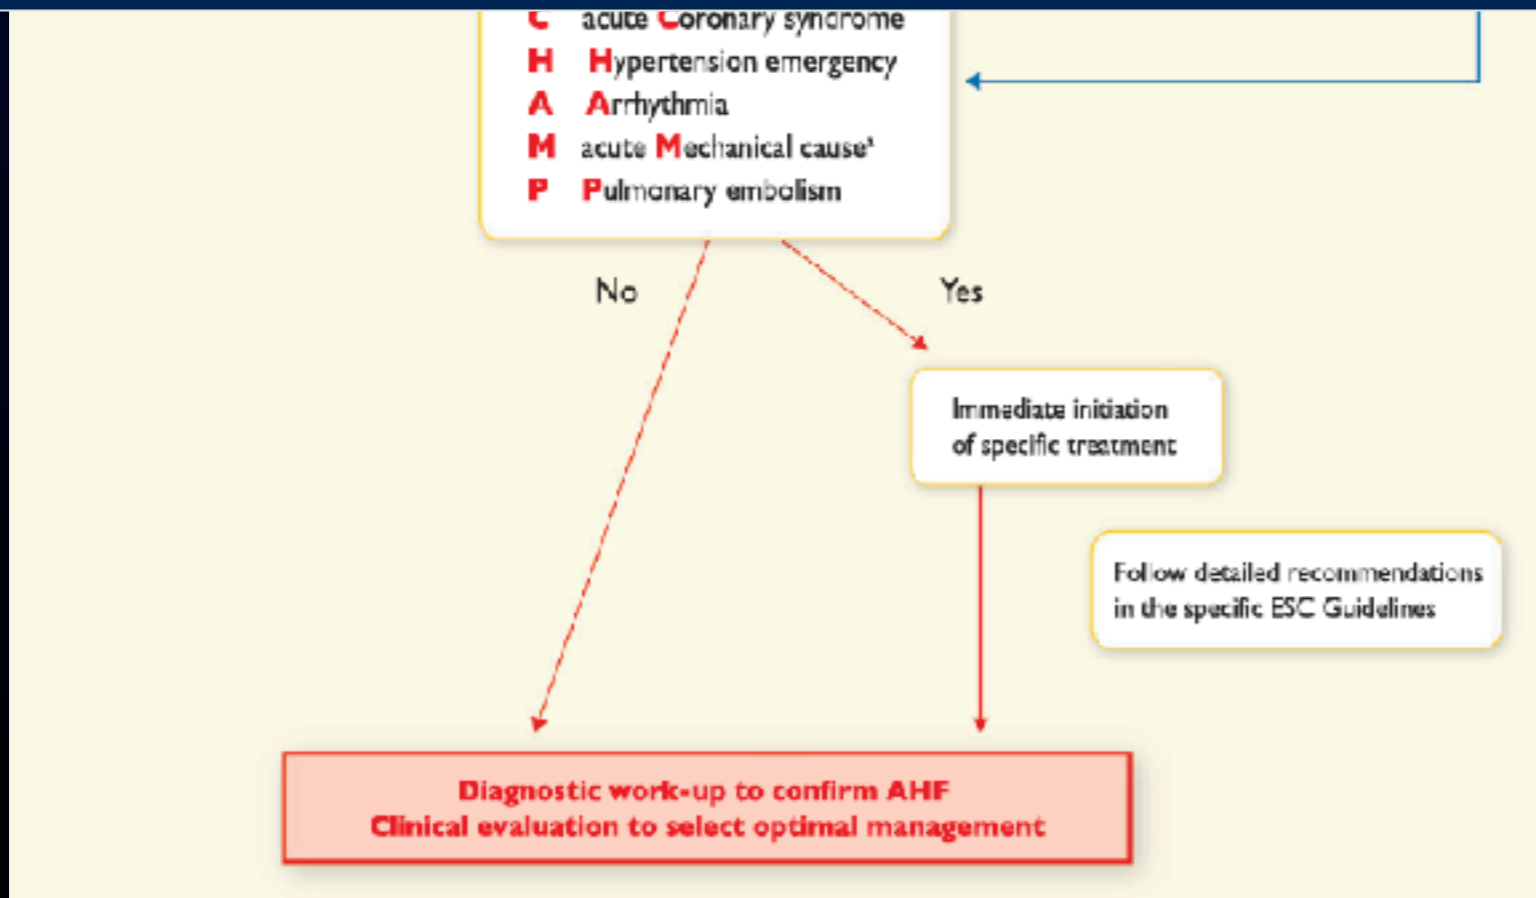 C acute Coronary syndrome
H Hypertension emergency
A Arrhythmia
M acute Mechanical causeª
P Pulmonary embolism
No
Yes
Immediate initiation
of specific treatment
Follow detailed recommendations
in the specific ESC Guidelines
Diagnostic work-up to confirm AHF
Clinical evaluation to select optimal management